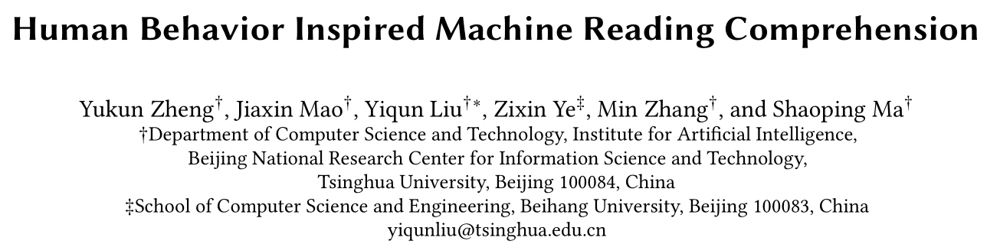 Human Behavior Inspired Machine Reading Comprehension
Yukun Zheng†, Jiaxin Mao†, Yiqun Liu†*, Zixin Ye‡, Min Zhang†, and Shaoping Ma†
†Department of Computer Science and Technology, Institute for Artificial Intelligence,
Beijing National Research Center for Information Science and Technology,
Tsinghua University, Beijing 100084, China
‡School of Computer Science and Engineering, Beihang University, Beijing 100083, China
yiqunliu@tsinghua.edu.cn